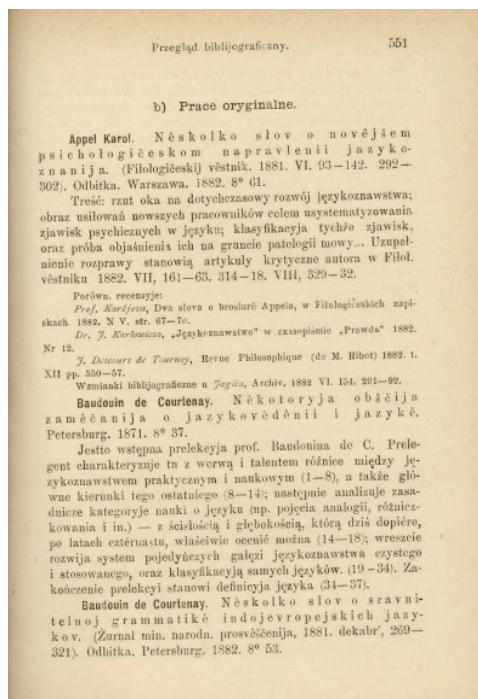 Przegląd biblijograficzny.
551
b) Prace oryginalne.
Appel Karol. Něskolko slov o novějšem
psichologičeskom napravlenii jazyko-
znanija. (Filologičeskij věstnik. 1881. VI. 93—142. 292—
302). Odbitka. Warszawa. 1882. 8° 61.
Treść: rzut oka na dotychczasowy rozwój językoznawstwa;
obraz usiłowań nowszych pracowników celem usystematyzowania
zjawisk psychicznych w języku; klasyfikacyja tychże zjawisk,
oraz próba objaśnienia ich na gruncie patologii mowy... Uzupeł-
nienie rozprawy stanowią artykuły krytyczne autora w Fiłoł.
věstniku 1882. VII, 161—63. 314—18. VIII, 329—32.
Porówn. recenzyje:
Prof. Karějeva, Dva slova o brosiurě Appela, w Filologičeskich zapi-
skach. 1882. N V. str. 67—70.
Dr. J. Karłowicza, „Językoznawstwo" w czasopiśmie „Prawda" 1882.
Nr 12.
J. Descours de Tournoy, Revue Philosophique (de M. Ribot) 1882. t.
XII pp. 550—57.
Wzmianki bibliograficzne u Jagića, Archiv. 1882 VI. 154. 291—92.
Baudouin de Courtenay. Někotoryja obščija
zaměčanija o jazykověděnii i jazykě.
Petersburg. 1871. 8° 37.
Jestto wstępna prelekcyja prof. Baudouina de C. Prele-
gent charakteryzuje tu z werwą i talentem różnice między ję-
zykoznawstwem praktycznym i naukowym (1—8), a także głó-
wne kierunki tego ostatniego (8—14); następnie analizuje zasa-
dnicze kategoryje nauki o języku (np. pojęcia analogii, różnicz-
kowania i in.) — z ścisłością i głębokością, którą dziś dopiéro,
po latach cztérnastu, właściwie ocenić można (14—18); wreszcie
rozwija system pojedyńczych gałęzi językoznawstwa czystego
i stosowanego, oraz klasyfikacyją samych języków. (19-34). Za-
kończenie prelekcyi stanowi definicyja języka (34—37).
Baudouin de Courtenay. Něskolko slov o sravni-
telnoj grammatikě indojevropejskich jazy-
kov. (Žurnał min. narodn. prosvěščenija, 1881. dekabr', 269—
321). Odbitka. Petersburg. 1882. 8° 53.